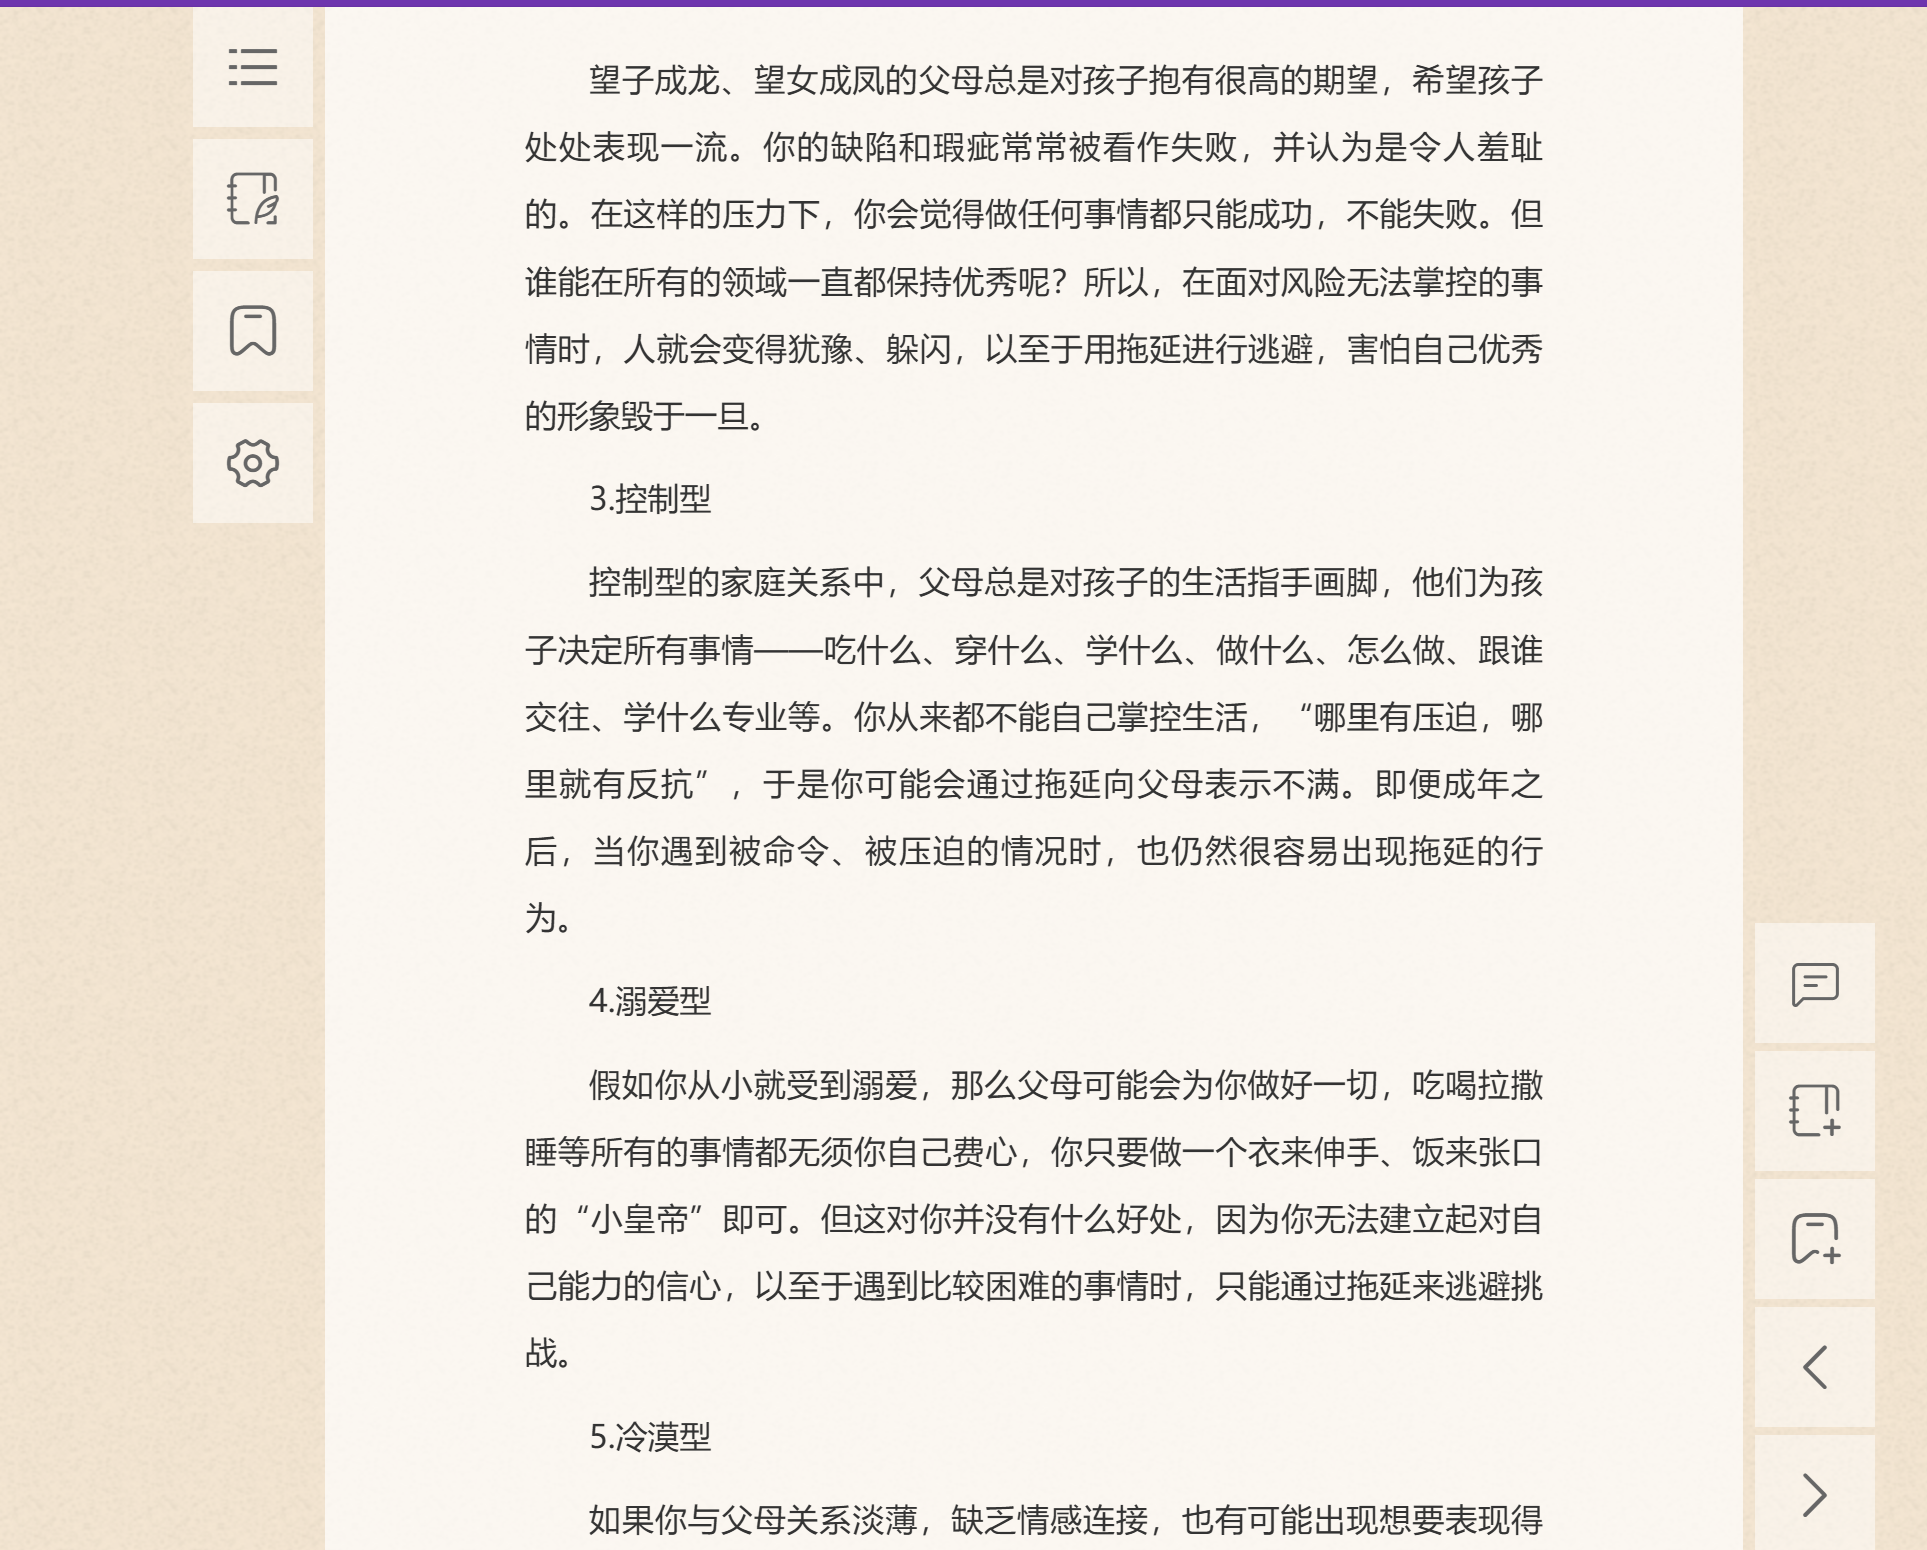 望子成龙、望女成凤的父母总是对孩子抱有很高的期望，希望孩子
处处表现一流。你的缺陷和瑕疵常常被看作失败，并认为是令人羞耻
的。在这样的压力下，你会觉得做任何事情都只能成功，不能失败。但
谁能在所有的领域一直都保持优秀呢？所以，在面对风险无法掌控的事
情时，人就会变得犹豫、躲闪，以至于用拖延进行逃避，害怕自己优秀
的形象毁于一旦。
3.控制型
控制型的家庭关系中，父母总是对孩子的生活指手画脚，他们为孩
子决定所有事情——吃什么、穿什么、学什么、做什么、怎么做、跟谁
交往、学什么专业等。你从来都不能自己掌控生活，“哪里有压迫，哪
里就有反抗”，于是你可能会通过拖延向父母表示不满。即便成年之
后，当你遇到被命令、被压迫的情况时，也仍然很容易出现拖延的行
为。
4.溺爱型
假如你从小就受到溺爱，那么父母可能会为你做好一切，吃喝拉撒
睡等所有的事情都无须你自己费心，你只要做一个衣来伸手、饭来张口
的“小皇帝”即可。但这对你并没有什么好处，因为你无法建立起对自
己能力的信心，以至于遇到比较困难的事情时，只能通过拖延来逃避挑
战。
5.冷漠型
如果你与父母关系淡薄，缺乏情感连接，也有可能出现想要表现得